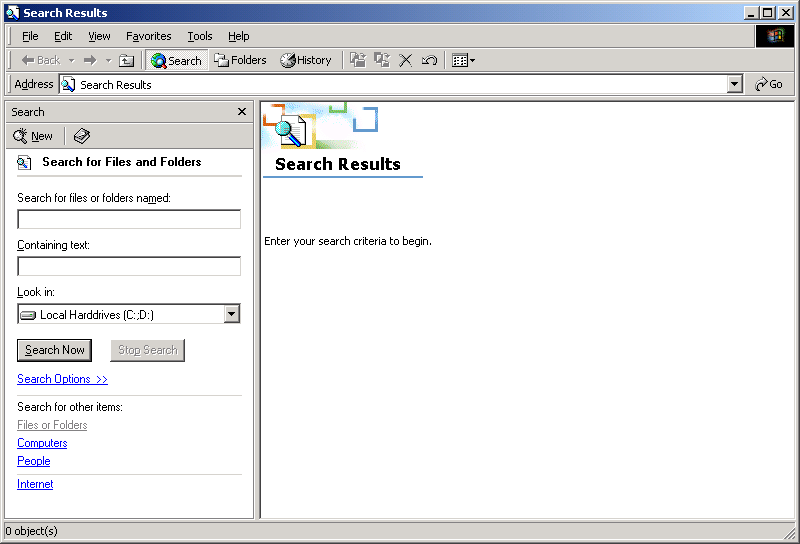 Search Results
File Edit View Favorites Tools Help
Back Search Folders History
Address Search Results Go
Search
New
Search for Files and Folders
Search for files or folders named:
Containing text:
Look in:
Local Harddrives (C:;D:)
Search Now Stop Search
Search Options >>
Search for other items:
Files or Folders
Computers
People
Internet
Search Results
Enter your search criteria to begin.
0 object(s)